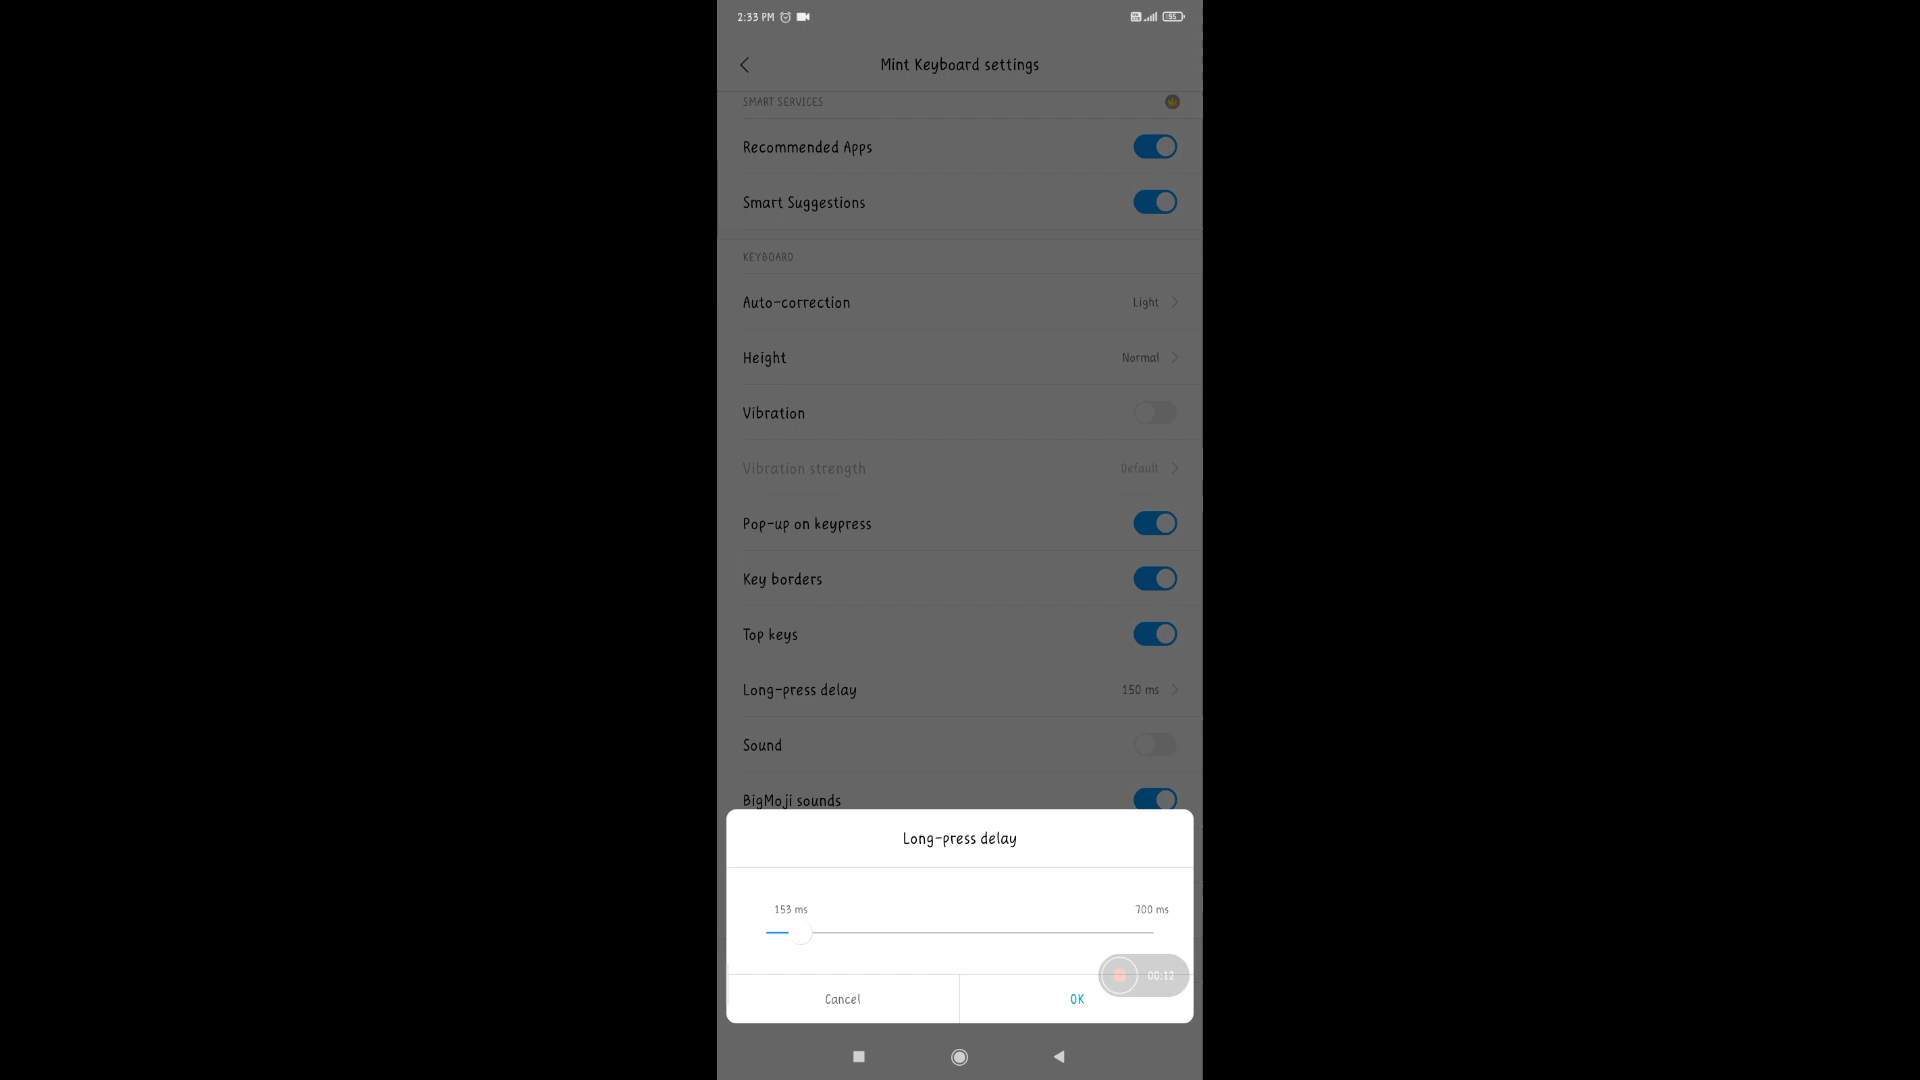 2:33 PM
55
Mint Keyboard settings
SMART SERVICES
Recommended Apps
Smart Suggestions
KEYBOARD
Auto-correction Light
Height Normal
Vibration
Vibration strength Default
Pop-up on keypress
Key borders
Top keys
Long-press delay 150 ms
Sound
BigMoji sounds
Long-press delay
153 ms 700 ms
00:12
Cancel OK